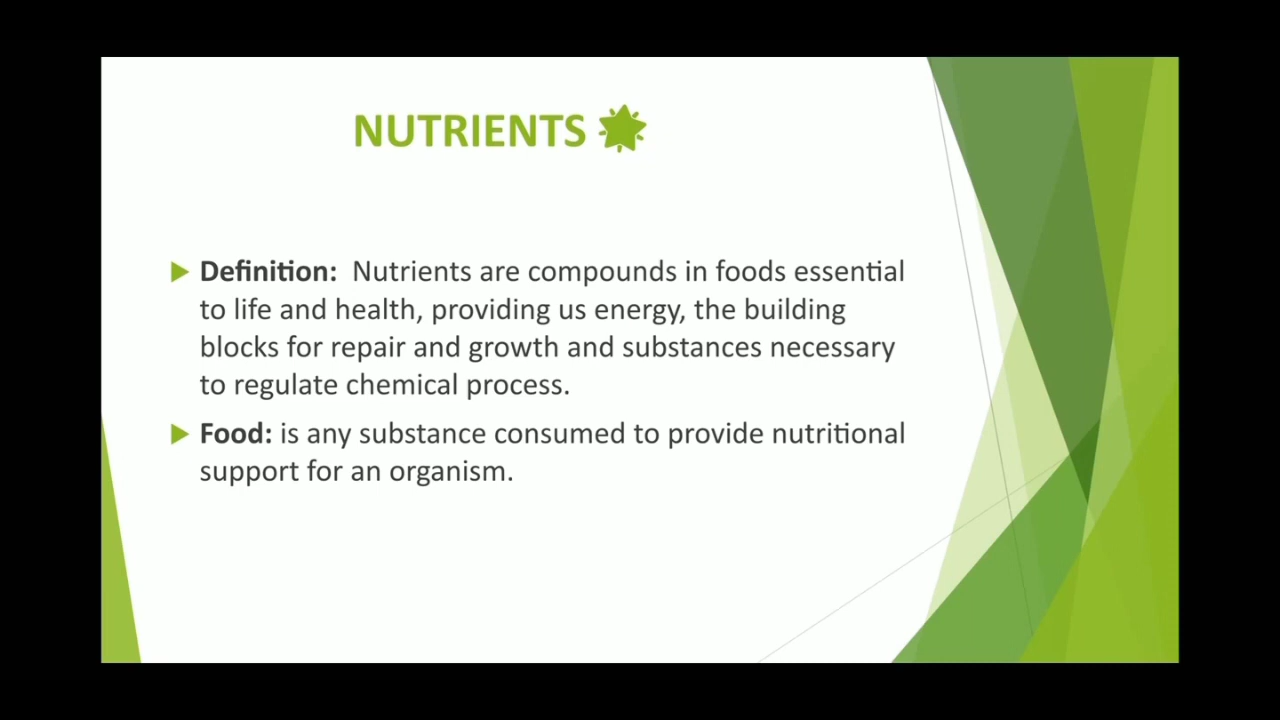 NUTRIENTS
Definition: Nutrients are compounds in foods essential
to life and health, providing us energy, the building
blocks for repair and growth and substances necessary
to regulate chemical process.
Food: is any substance consumed to provide nutritional
support for an organism.